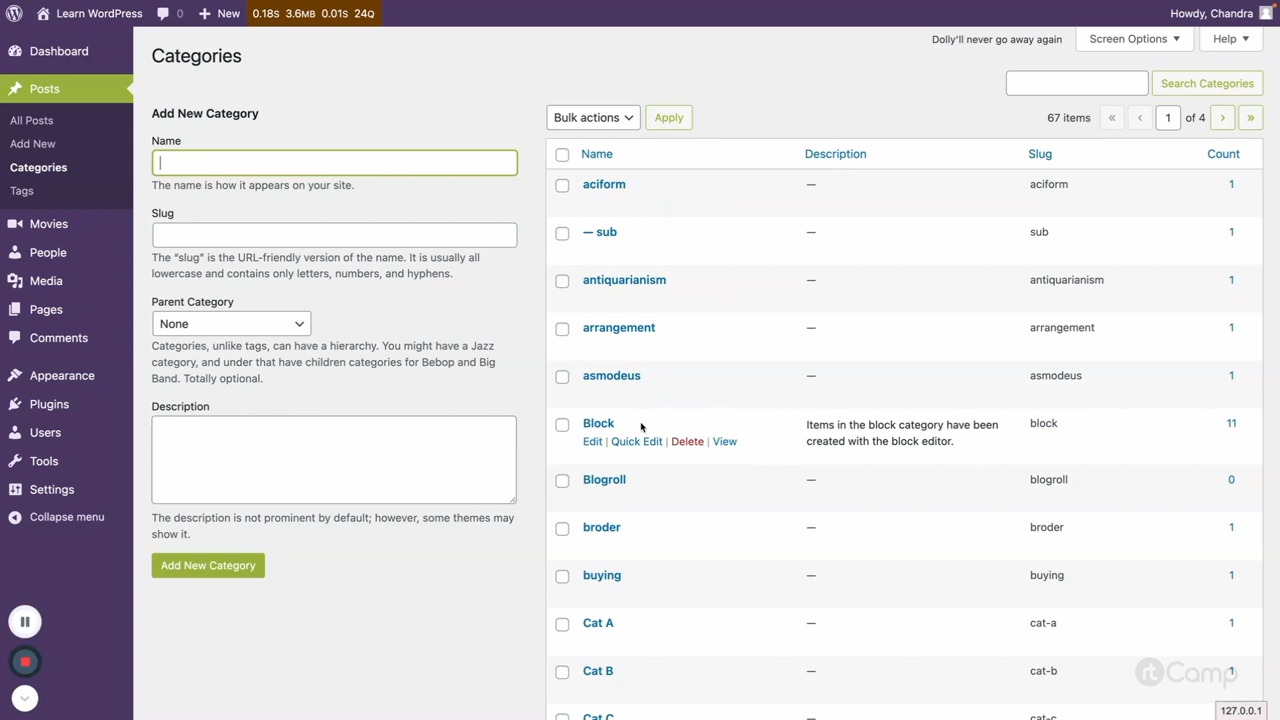 Learn WordPress
0
New
0.18S 3.6MB 0.01S 24Q
Howdy, Chandra
Dashboard
Posts
All Posts
Add New
Categories
Tags
Movies
People
Media
Pages
Comments
Appearance
Plugins
Users
Tools
Settings
Collapse menu
Categories
Dolly'll never go away again
Screen Options
Help
Search Categories
Add New Category
Name
The name is how it appears on your site.
Slug
The “slug” is the URL-friendly version of the name. It is usually all
lowercase and contains only letters, numbers, and hyphens.
Parent Category
None
Categories, unlike tags, can have a hierarchy. You might have a Jazz
category, and under that have children categories for Bebop and Big
Band. Totally optional.
Description
The description is not prominent by default; however, some themes may
show it.
Add New Category
Bulk actions
Apply
67 items « ‹ 1 of 4 › »
Name Description Slug Count
aciform — aciform 1
— sub — sub 1
antiquarianism — antiquarianism 1
arrangement — arrangement 1
asmodeus — asmodeus 1
Block Items in the block category have been block 11
Edit | Quick Edit | Delete | View created with the block editor.
Blogroll — blogroll 0
broder — broder 1
buying — buying 1
Cat A — cat-a 1
Cat B — cat-b 1
Cat C — cat-c
rtCamp
127.0.0.1